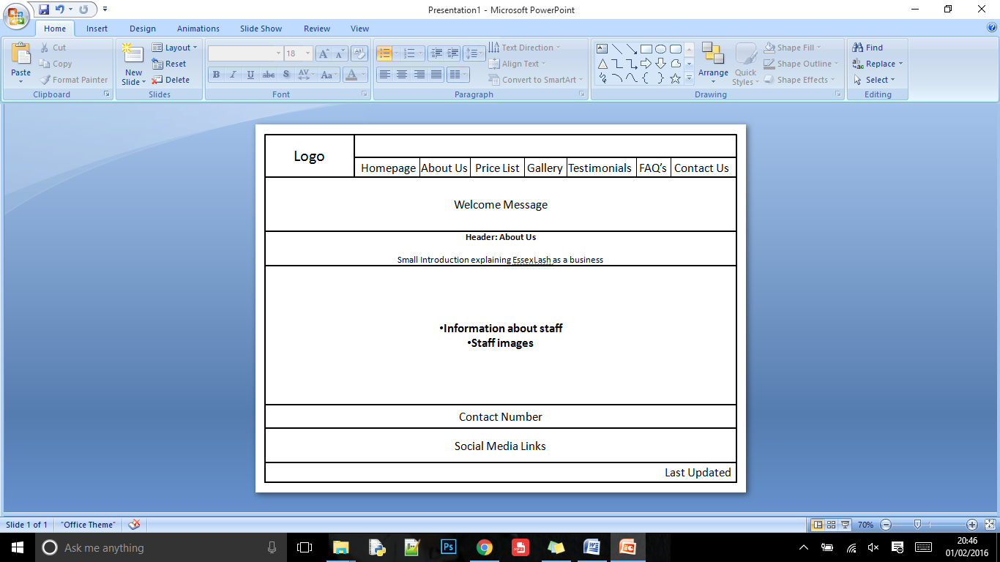 Presentation1 - Microsoft PowerPoint
Home Insert Design Animations Slide Show Review View
Paste
Cut
Copy
Format Painter
Clipboard
New Slide
Layout
Reset
Delete
Slides
18
B I U abc S AV Aa A
Font
Text Direction
Align Text
Convert to SmartArt
Paragraph
Arrange
Quick Styles
Shape Fill
Shape Outline
Shape Effects
Drawing
Find
Replace
Select
Editing
Logo
Homepage About Us Price List Gallery Testimonials FAQ’s Contact Us
Welcome Message
Header: About Us
Small Introduction explaining EssexLash as a business
•Information about staff
•Staff images
Contact Number
Social Media Links
Last Updated
Slide 1 of 1 "Office Theme" 70%
Ask me anything
20:46
01/02/2016